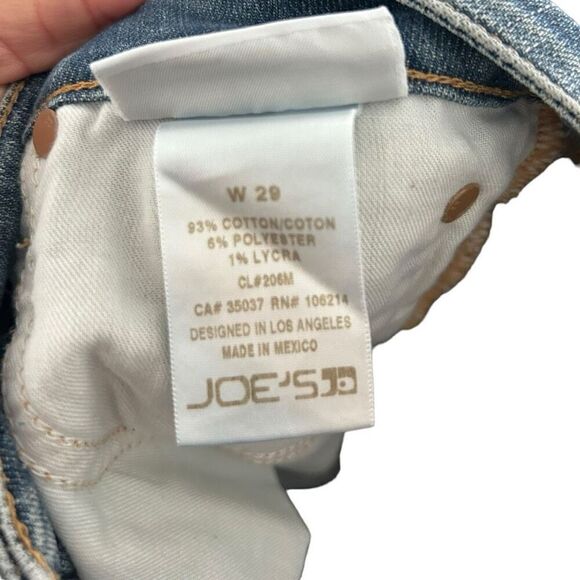 W 29
93% COTTON/COTON
6% POLYESTER
1% LYCRA
CL#206M
CA# 35037 RN# 106214
DESIGNED IN LOS ANGELES
MADE IN MEXICO
JOE'S